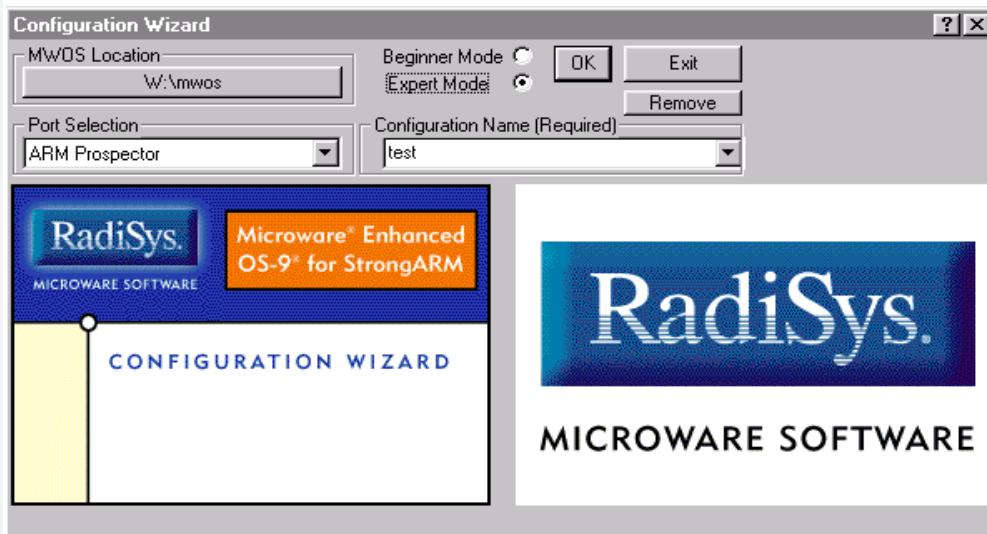 Configuration Wizard
MWOS Location
W:\mwos
Beginner Mode
Expert Mode
OK
Exit
Remove
Port Selection
ARM Prospector
Configuration Name (Required)
test
RadiSys.
MICROWARE SOFTWARE
Microware® Enhanced
OS-9® for StrongARM
CONFIGURATION WIZARD
RadiSys.
MICROWARE SOFTWARE